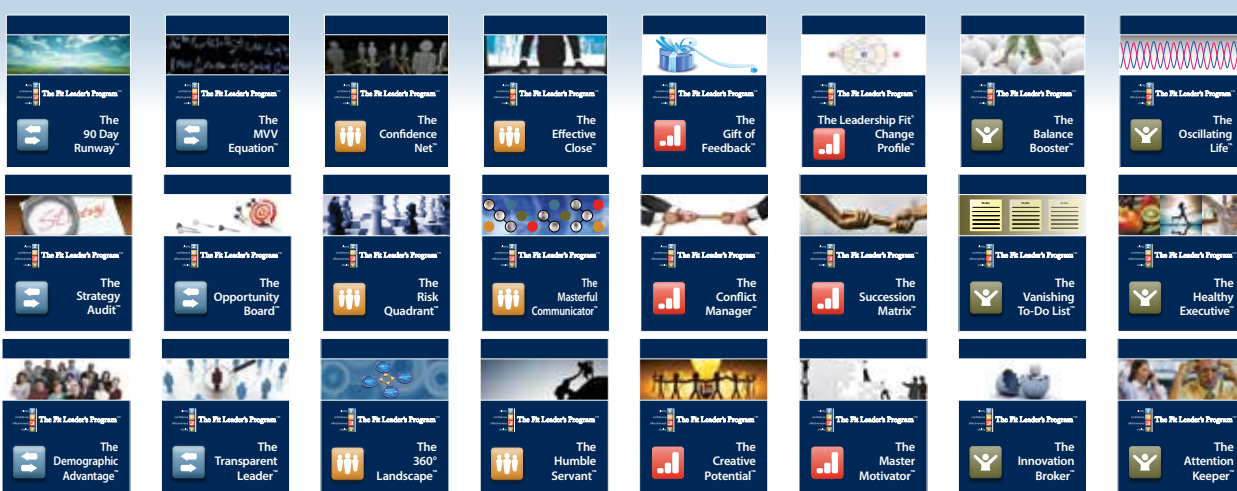 The Fit Leader's Program™
The
90 Day
Runway™
The Fit Leader's Program™
The
MVV
Equation™
The Fit Leader's Program™
The
Confidence
Net™
The Fit Leader's Program™
The
Effective
Close™
The Fit Leader's Program™
The
Gift of
Feedback™
The Fit Leader's Program™
The Leadership Fit®
Change
Profile™
The Fit Leader's Program™
The
Balance
Booster™
The Fit Leader's Program™
The
Oscillating
Life™
The Fit Leader's Program™
The
Strategy
Audit™
The Fit Leader's Program™
The
Opportunity
Board™
The Fit Leader's Program™
The
Risk
Quadrant™
The Fit Leader's Program™
The
Masterful
Communicator™
The Fit Leader's Program™
The
Conflict
Manager™
The Fit Leader's Program™
The
Succession
Matrix™
The Fit Leader's Program™
The
Vanishing
To-Do List™
The Fit Leader's Program™
The
Healthy
Executive™
The Fit Leader's Program™
The
Demographic
Advantage™
The Fit Leader's Program™
The
Transparent
Leader™
The Fit Leader's Program™
The
360°
Landscape™
The Fit Leader's Program™
The
Humble
Servant™
The Fit Leader's Program™
The
Creative
Potential™
The Fit Leader's Program™
The
Master
Motivator™
The Fit Leader's Program™
The
Innovation
Broker™
The Fit Leader's Program™
The
Attention
Keeper™